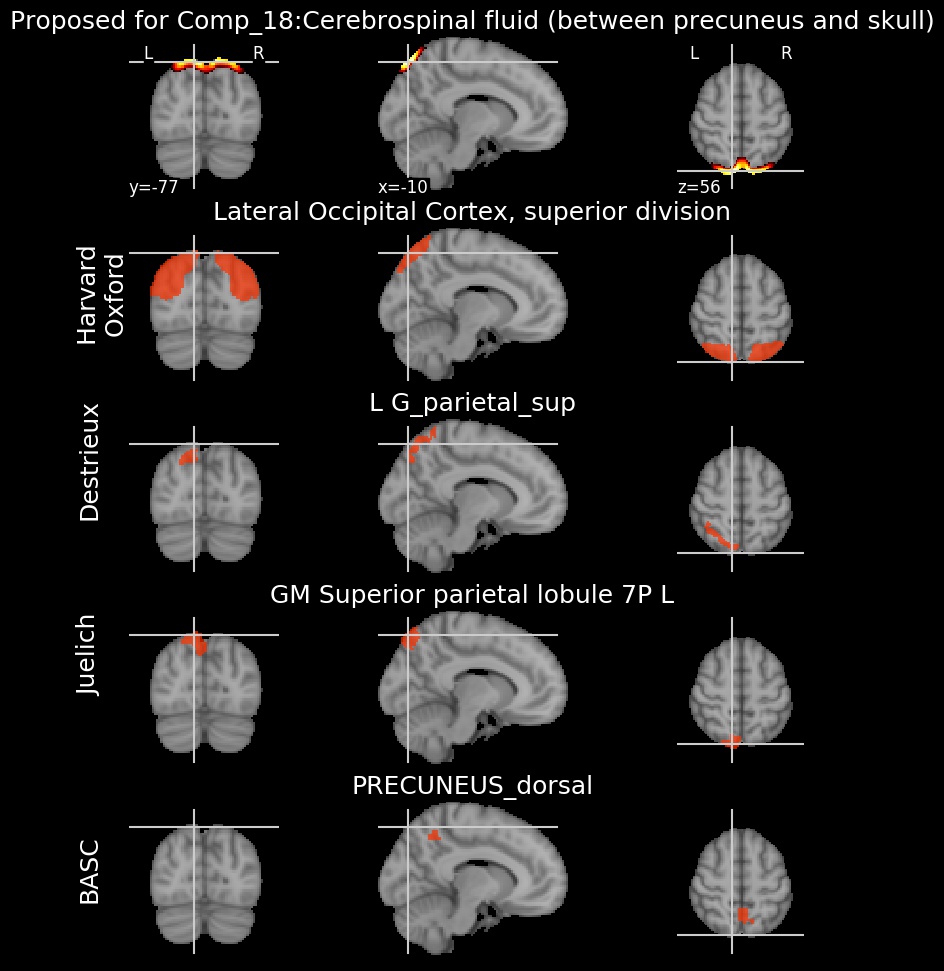 Proposed for Comp_18:Cerebrospinal fluid (between precuneus and skull)
L R L R
y=-77 x=-10 z=56
Lateral Occipital Cortex, superior division
Harvard
Oxford
L G_parietal_sup
Destrieux
GM Superior parietal lobule 7P L
Juelich
PRECUNEUS_dorsal
BASC